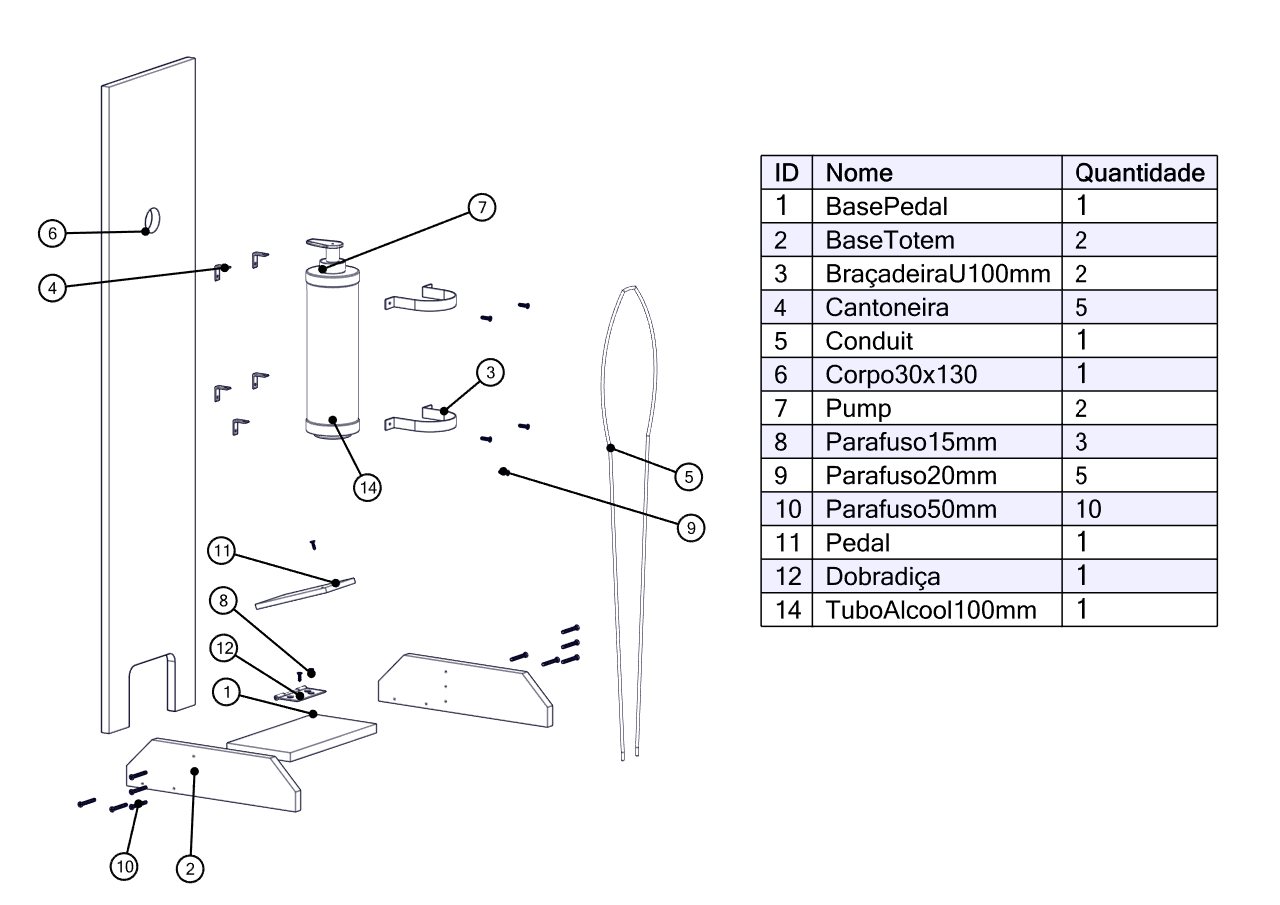 6
4
7
3
14
5
9
11
8
12
1
10
2
ID Nome Quantidade
1 BasePedal 1
2 BaseTotem 2
3 BraçadeiraU100mm 2
4 Cantoneira 5
5 Conduit 1
6 Corpo30x130 1
7 Pump 2
8 Parafuso15mm 3
9 Parafuso20mm 5
10 Parafuso50mm 10
11 Pedal 1
12 Dobradiça 1
14 TuboAlcool100mm 1